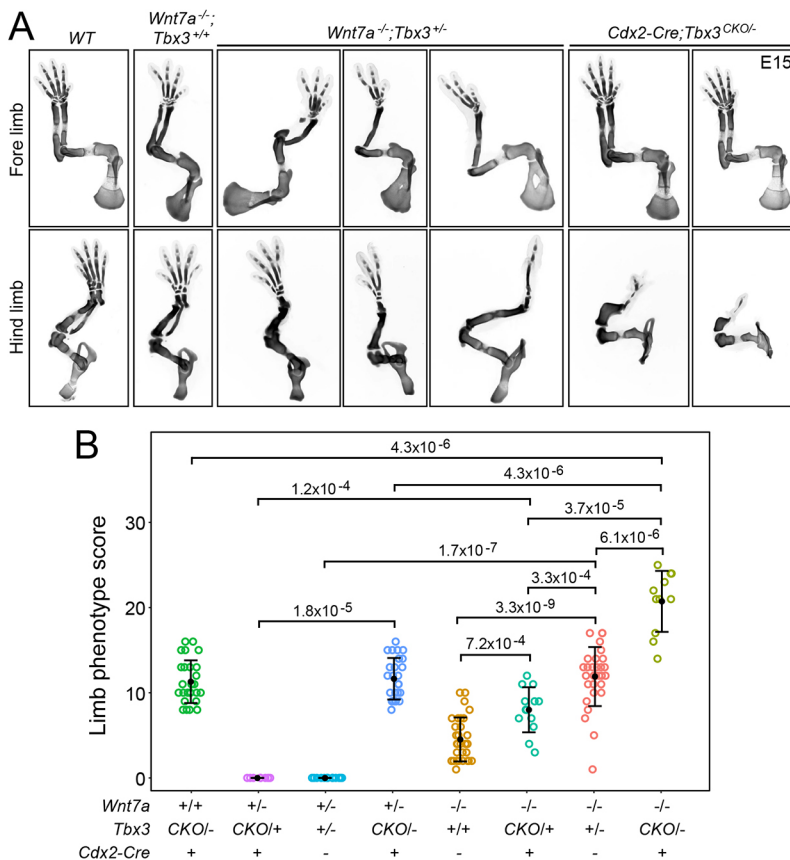 A
WT
Wnt7a-/-;
Tbx3+/+
Wnt7a-/-;Tbx3+/-
Cdx2-Cre;Tbx3CKO/-
E15
Fore limb
Hind limb
B
4.3x10-6
4.3x10-6
1.2x10-4
3.7x10-5
6.1x10-6
1.7x10-7
3.3x10-4
3.3x10-9
1.8x10-5
7.2x10-4
Limb phenotype score
30
20
10
0
Wnt7a +/+ +/- +/- +/- -/- -/- -/- -/-
Tbx3 CKO/- CKO/+ +/- CKO/- +/+ CKO/+ +/- CKO/-
Cdx2-Cre + + - + - + - +